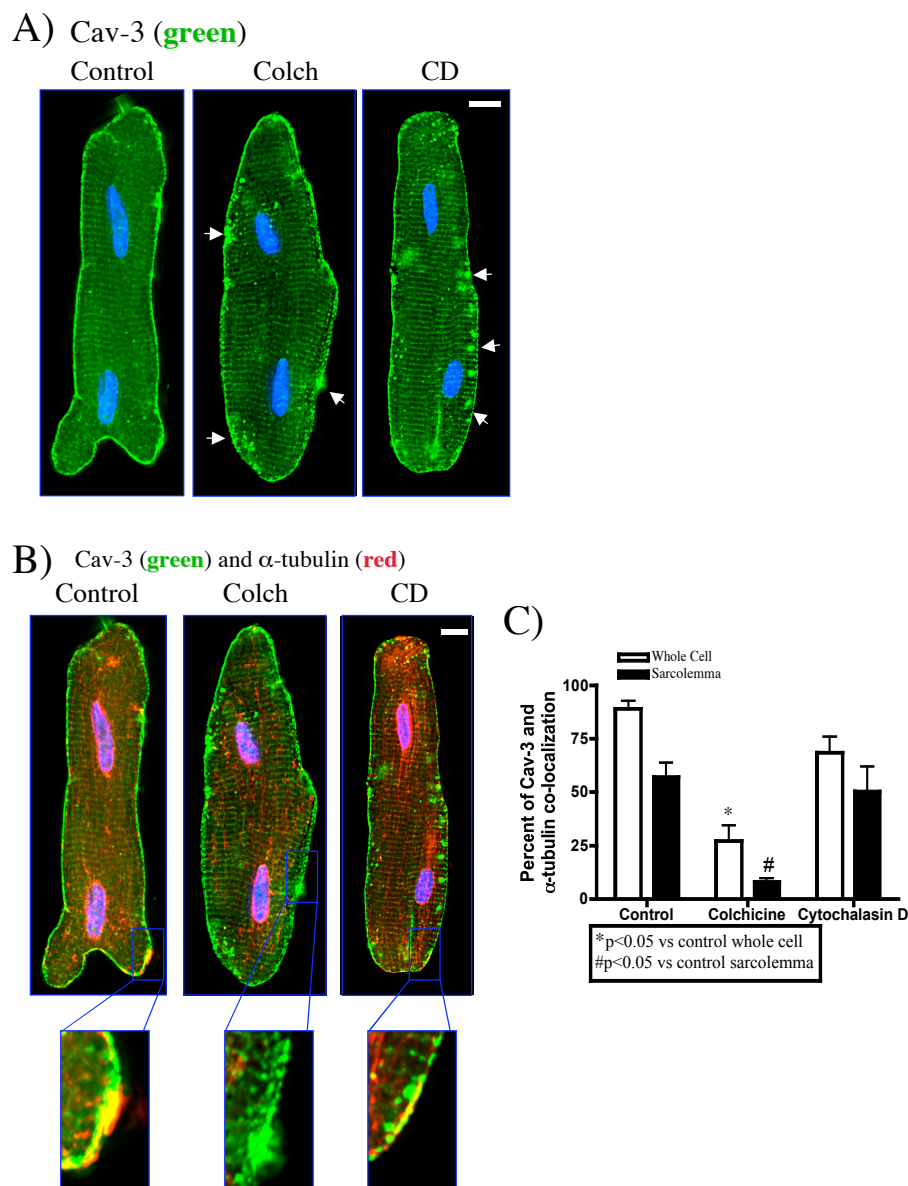 A) Cav-3 (green)
Control Colch CD
B) Cav-3 (green) and α-tubulin (red)
Control Colch CD
C)
Whole Cell
Sarcolemma
Percent of Cav-3 and
α-tubulin co-localization
100
75
50
25
0
Control Colchicine Cytochalasin D
*
#
*p<0.05 vs control whole cell
#p<0.05 vs control sarcolemma